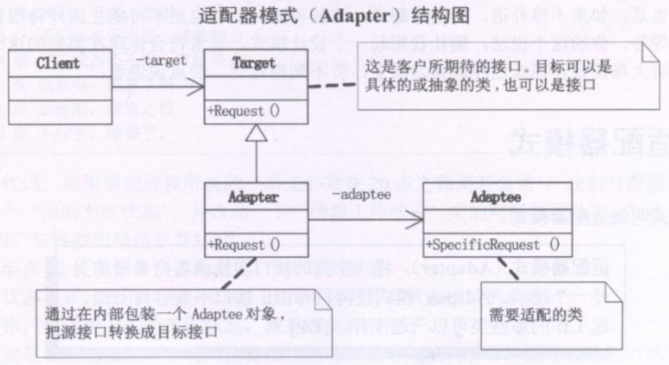 适配器模式（Adapter）结构图
Client
-target
Target
+Request()
这是客户所期待的接口。目标可以是
具体的或抽象的类，也可以是接口
Adapter
+Request()
-adaptee
Adaptee
+SpecificRequest()
通过在内部包装一个 Adaptee 对象，
把源接口转换成目标接口
需要适配的类